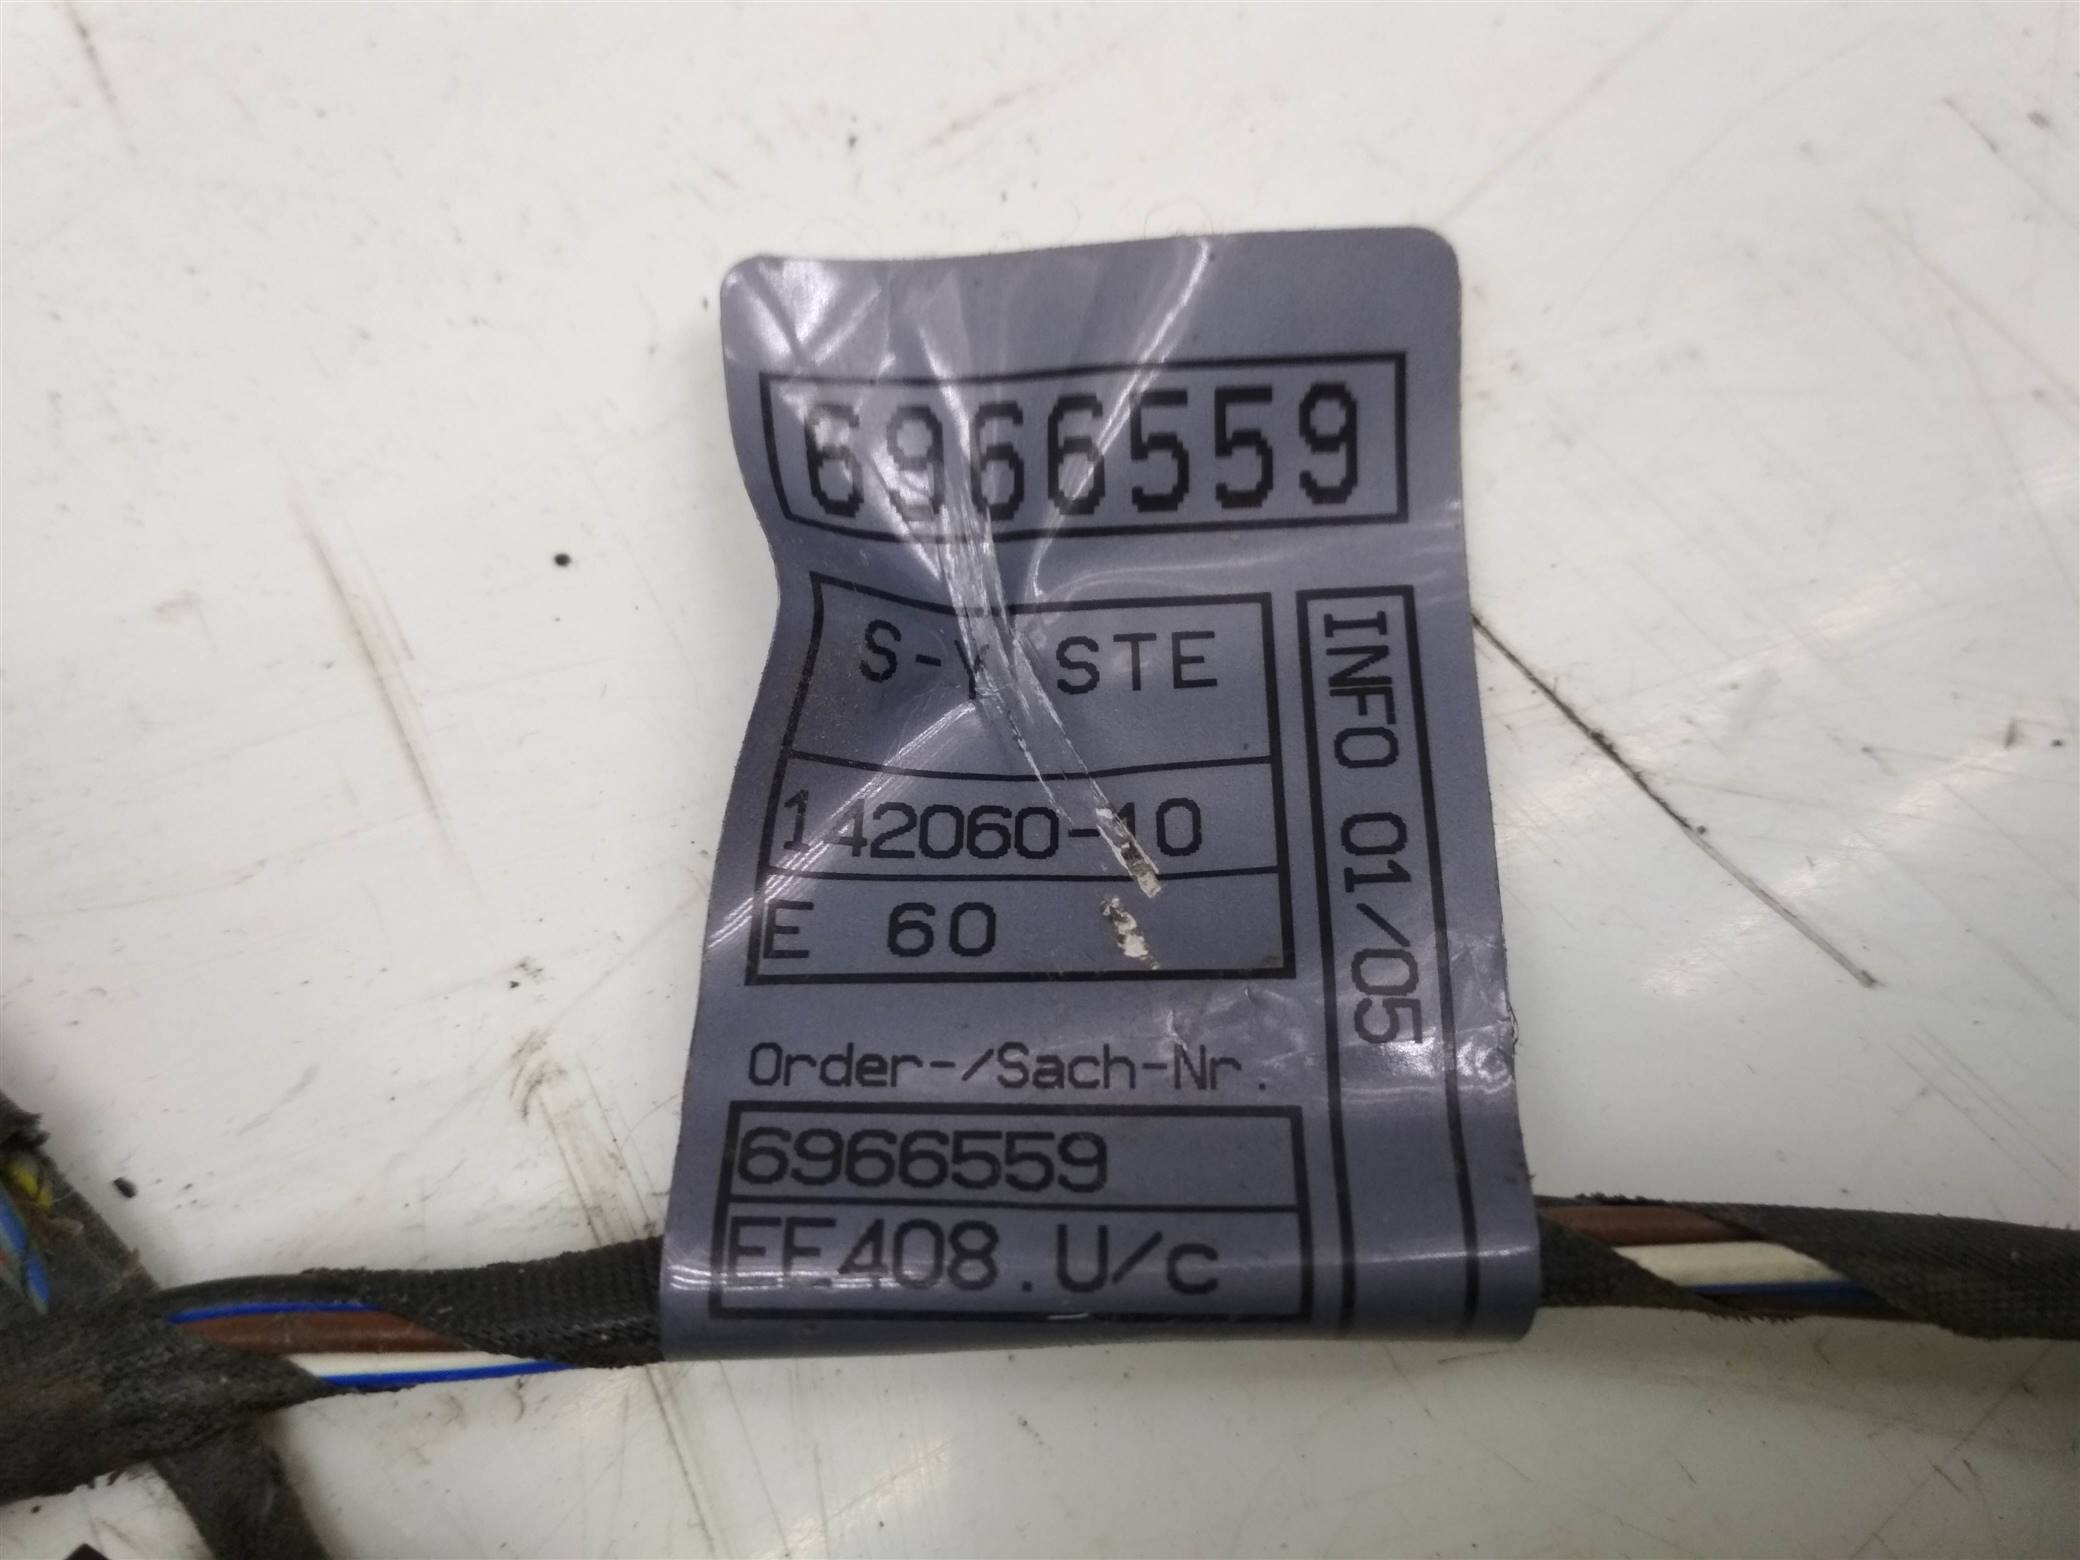 6966559
S-Y STE
142060-10
E 60
INFO 01/05
Order-/Sach-Nr.
6966559
EE408.U/c